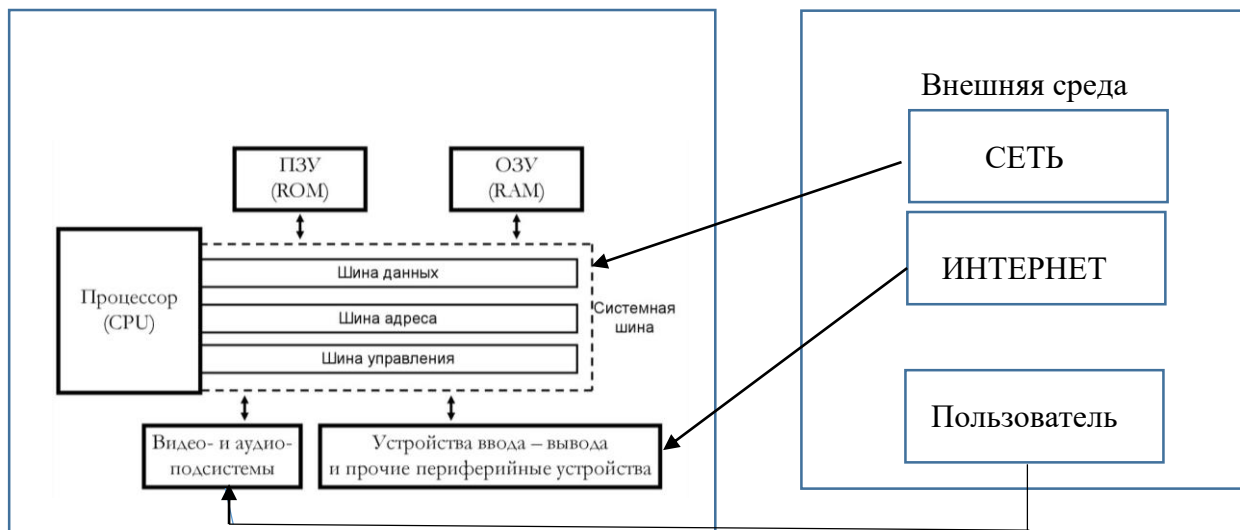 Внешняя среда
СЕТЬ
ИНТЕРНЕТ
Пользователь
ПЗУ
(ROM)
ОЗУ
(RAM)
Процессор
(CPU)
Шина данных
Шина адреса
Шина управления
Системная
шина
Видео- и аудио-
подсистемы
Устройства ввода – вывода
и прочие периферийные устройства